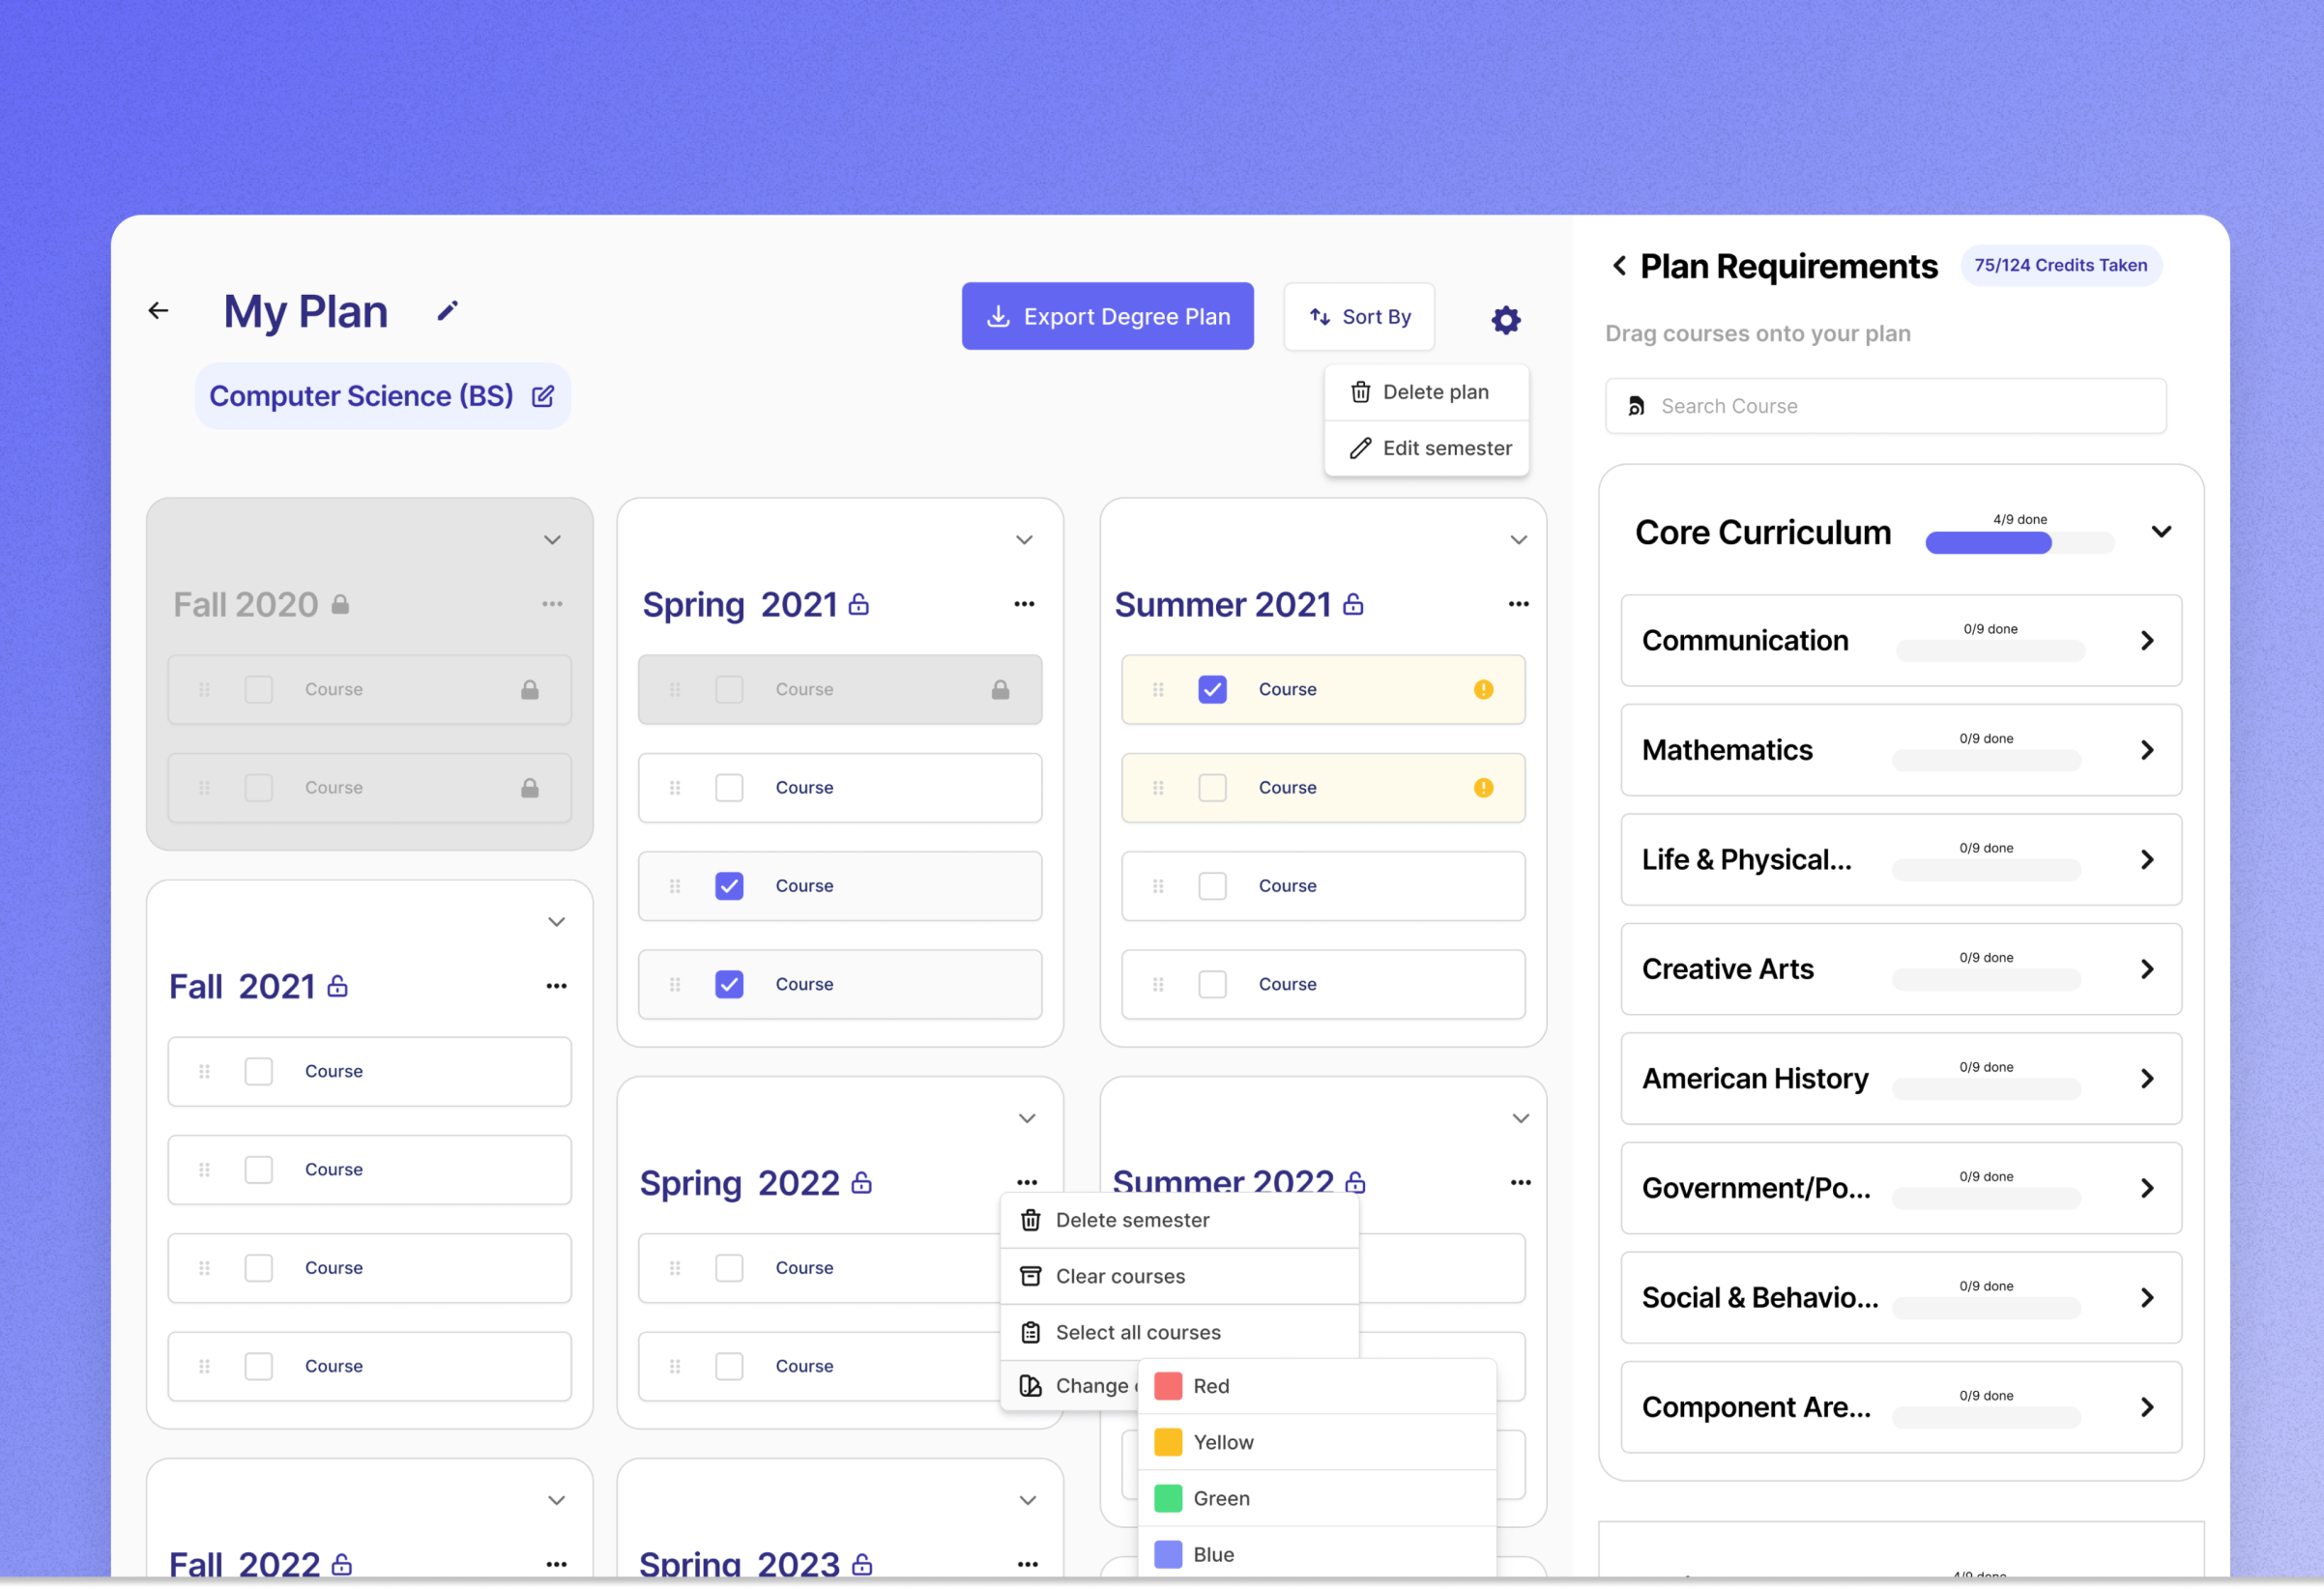 My Plan
Computer Science (BS)
Export Degree Plan
Sort By
Delete plan
Edit semester
Fall 2020
Course
Course
Spring 2021
Course
Course
Course
Course
Summer 2021
Course
Course
Course
Course
Fall 2021
Course
Course
Course
Course
Spring 2022
Course
Course
Summer 2022
Delete semester
Clear courses
Select all courses
Change
Red
Yellow
Green
Blue
Fall 2022
Spring 2023
Plan Requirements
75/124 Credits Taken
Drag courses onto your plan
Search Course
Core Curriculum
4/9 done
Communication
0/9 done
Mathematics
0/9 done
Life & Physical...
0/9 done
Creative Arts
0/9 done
American History
0/9 done
Government/Po...
0/9 done
Social & Behavio...
0/9 done
Component Are...
0/9 done
4/9 done